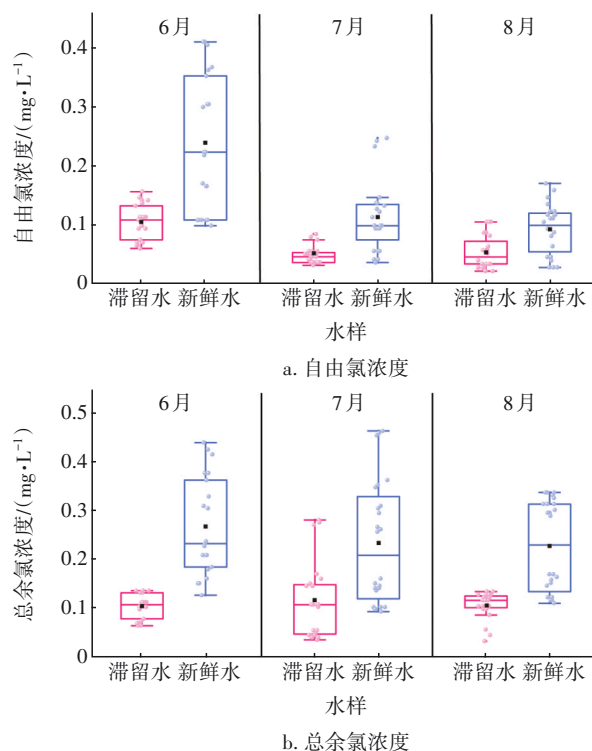 6月 7月 8月
0.4
0.3
0.2
0.1
0
自由氯浓度/(mg•L⁻¹)
滞留水 新鲜水 滞留水 新鲜水 滞留水 新鲜水
水样
a. 自由氯浓度
6月 7月 8月
0.5
0.4
0.3
0.2
0.1
0
总余氯浓度/(mg•L⁻¹)
滞留水 新鲜水 滞留水 新鲜水 滞留水 新鲜水
水样
b. 总余氯浓度